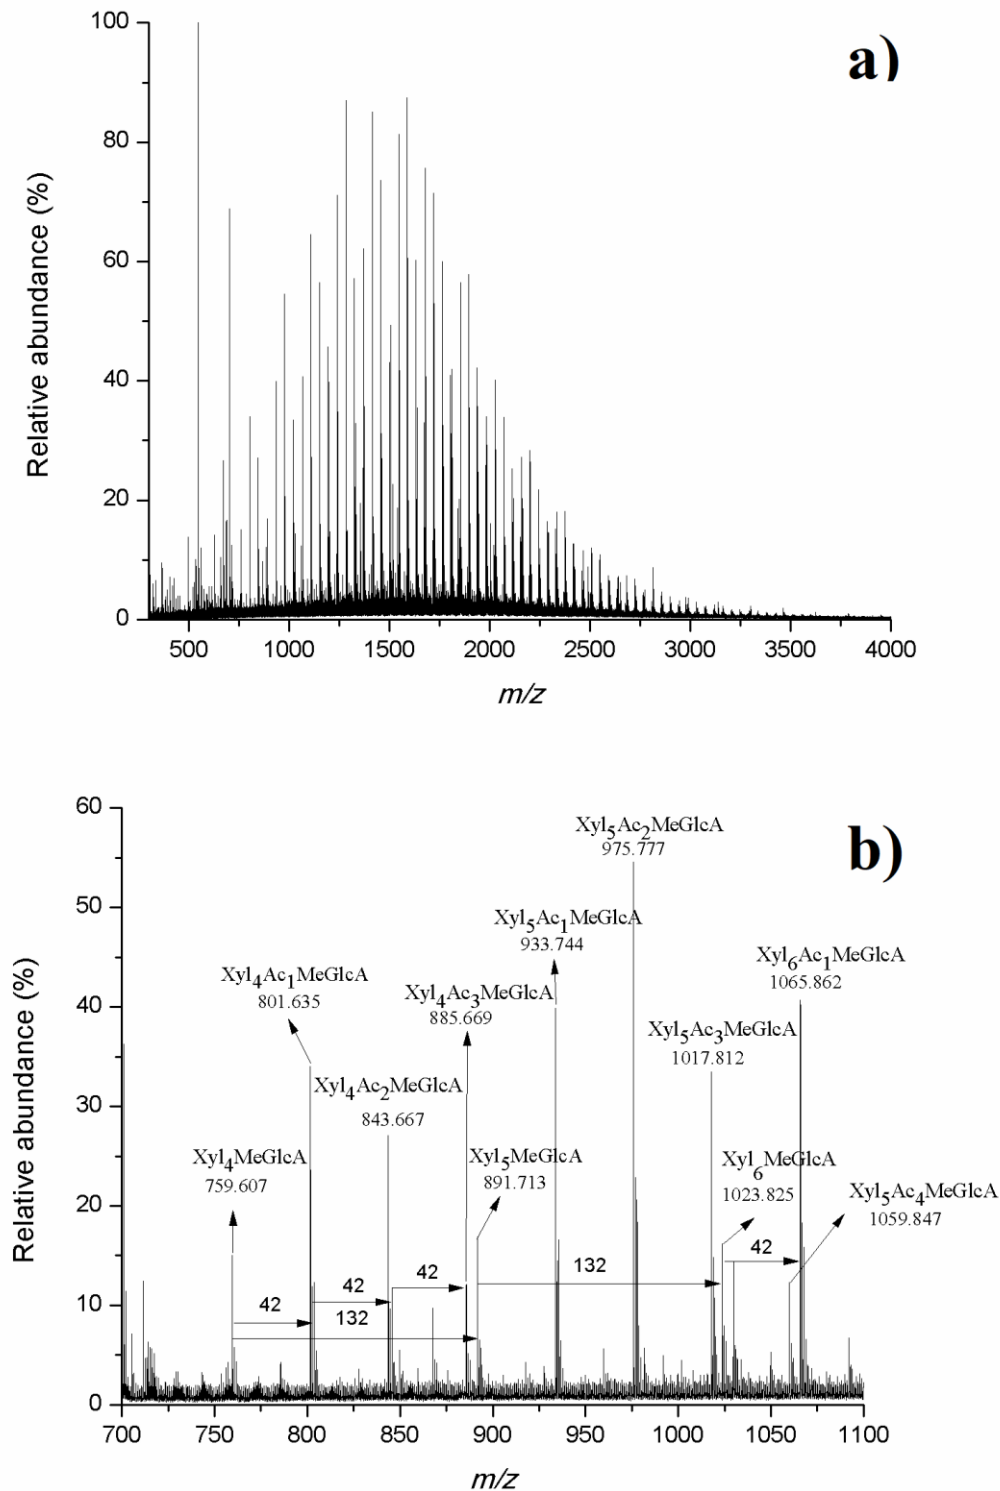 a)
Relative abundance (%)
100
80
60
40
20
0
500 1000 1500 2000 2500 3000 3500 4000
m/z
b)
Relative abundance (%)
60
50
40
30
20
10
0
Xyl5Ac2MeGlcA
975.777
Xyl5Ac1MeGlcA
933.744
Xyl6Ac1MeGlcA
1065.862
Xyl4Ac1MeGlcA
801.635
Xyl4Ac3MeGlcA
885.669
Xyl5Ac3MeGlcA
1017.812
Xyl4Ac2MeGlcA
843.667
Xyl4MeGlcA
759.607
Xyl5MeGlcA
891.713
Xyl6MeGlcA
1023.825
Xyl5Ac4MeGlcA
1059.847
42
42
42
132
132
42
700 750 800 850 900 950 1000 1050 1100
m/z